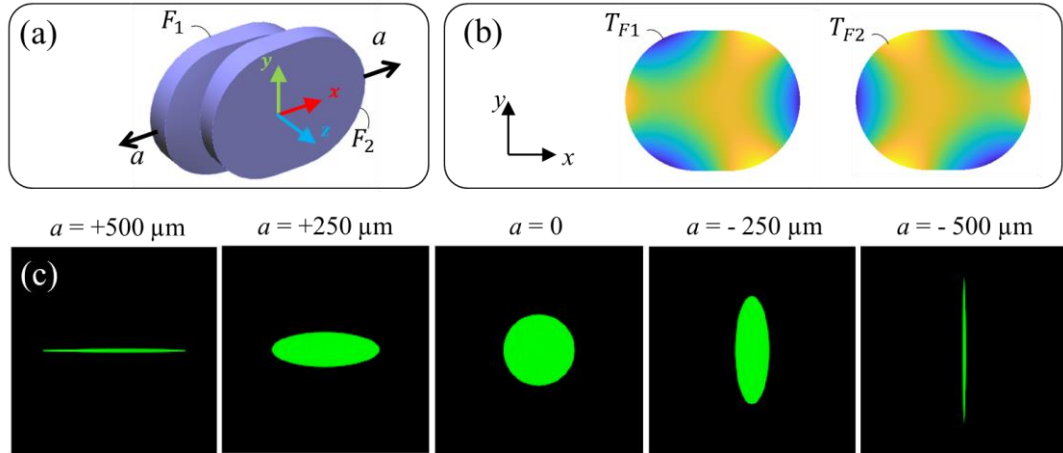 (a)
F1
a
y
x
z
F2
a
(b)
TF1
TF2
y
x
a = +500 µm
a = +250 µm
a = 0
a = - 250 µm
a = - 500 µm
(c)